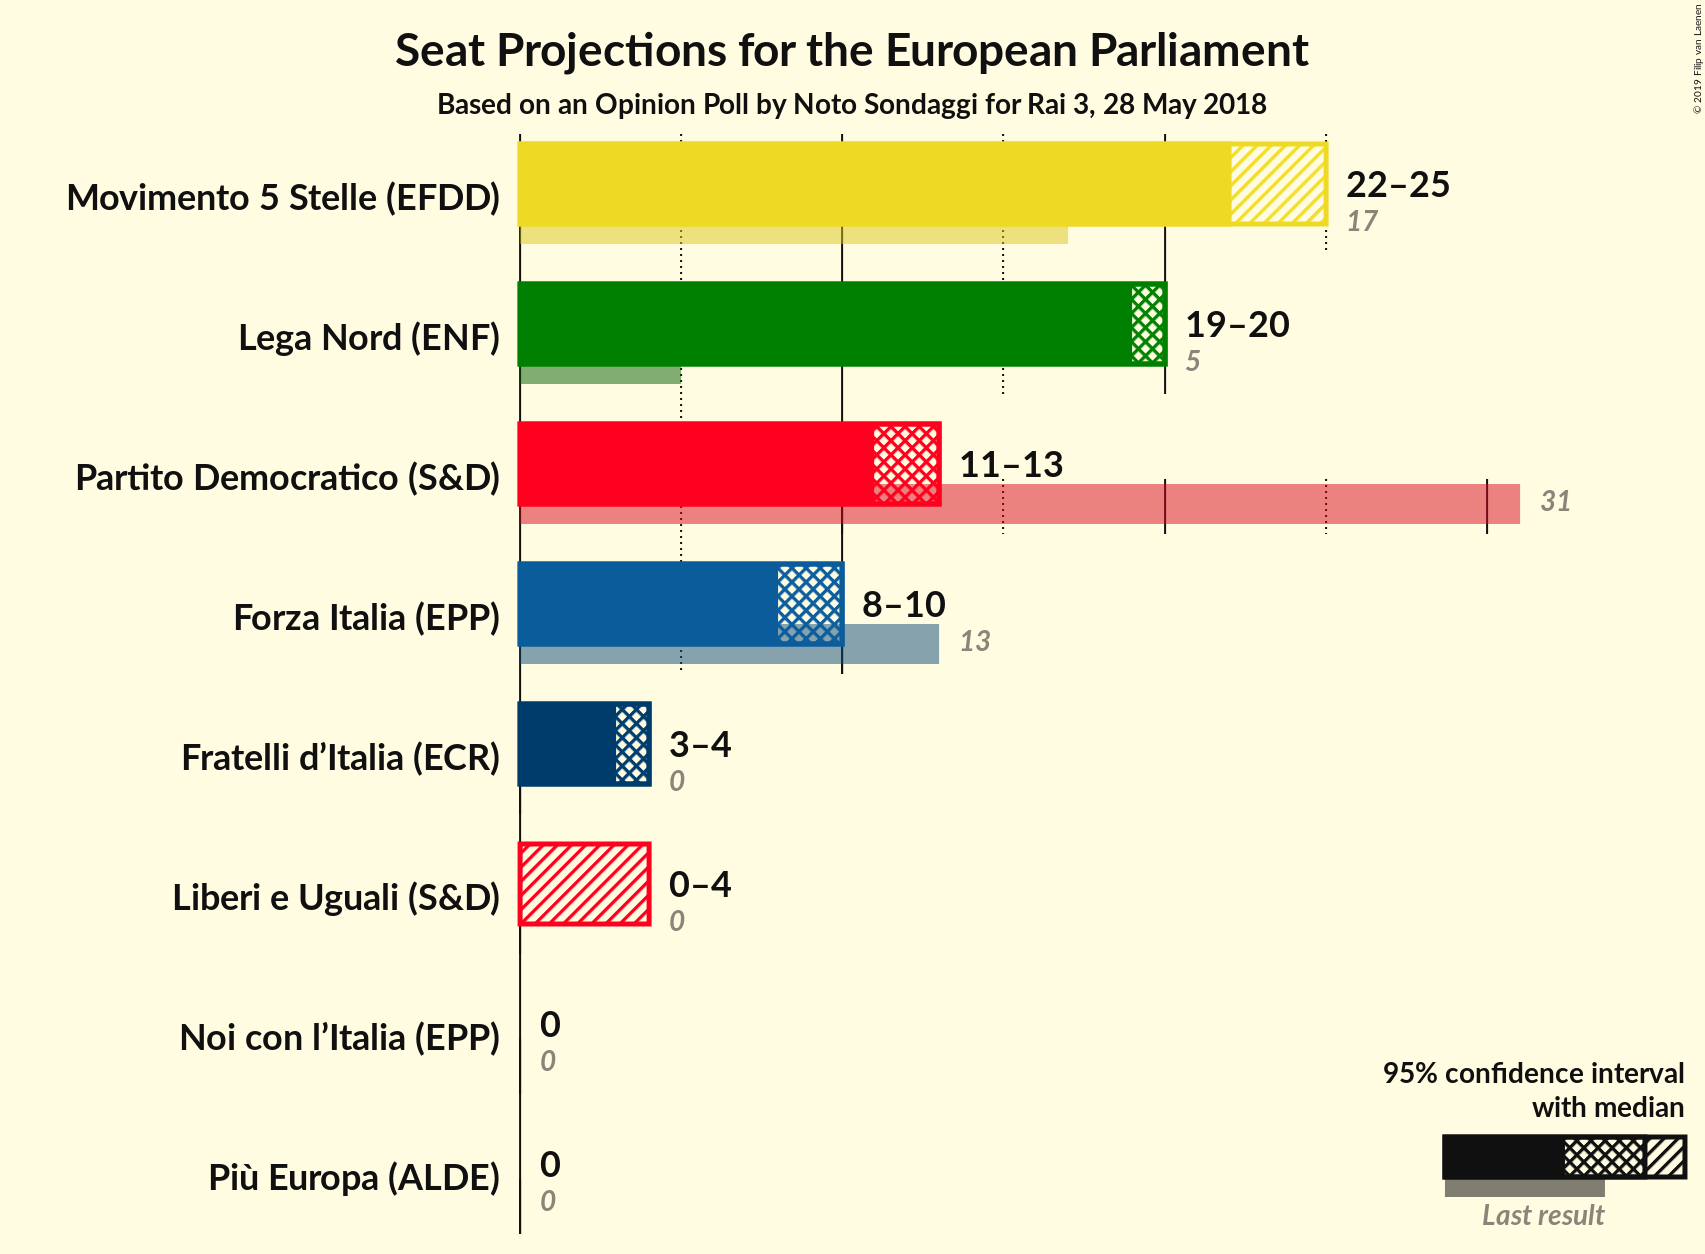 Seat Projections for the European Parliament
Based on an Opinion Poll by Noto Sondaggi for Rai 3, 28 May 2018
© 2019 Filip van Laenen
Movimento 5 Stelle (EFDD)
22–25
17
Lega Nord (ENF)
19–20
5
Partito Democratico (S&D)
11–13
31
Forza Italia (EPP)
8–10
13
Fratelli d’Italia (ECR)
3–4
0
Liberi e Uguali (S&D)
0–4
0
Noi con l’Italia (EPP)
0
0
Più Europa (ALDE)
0
0
95% confidence interval
with median
Last result